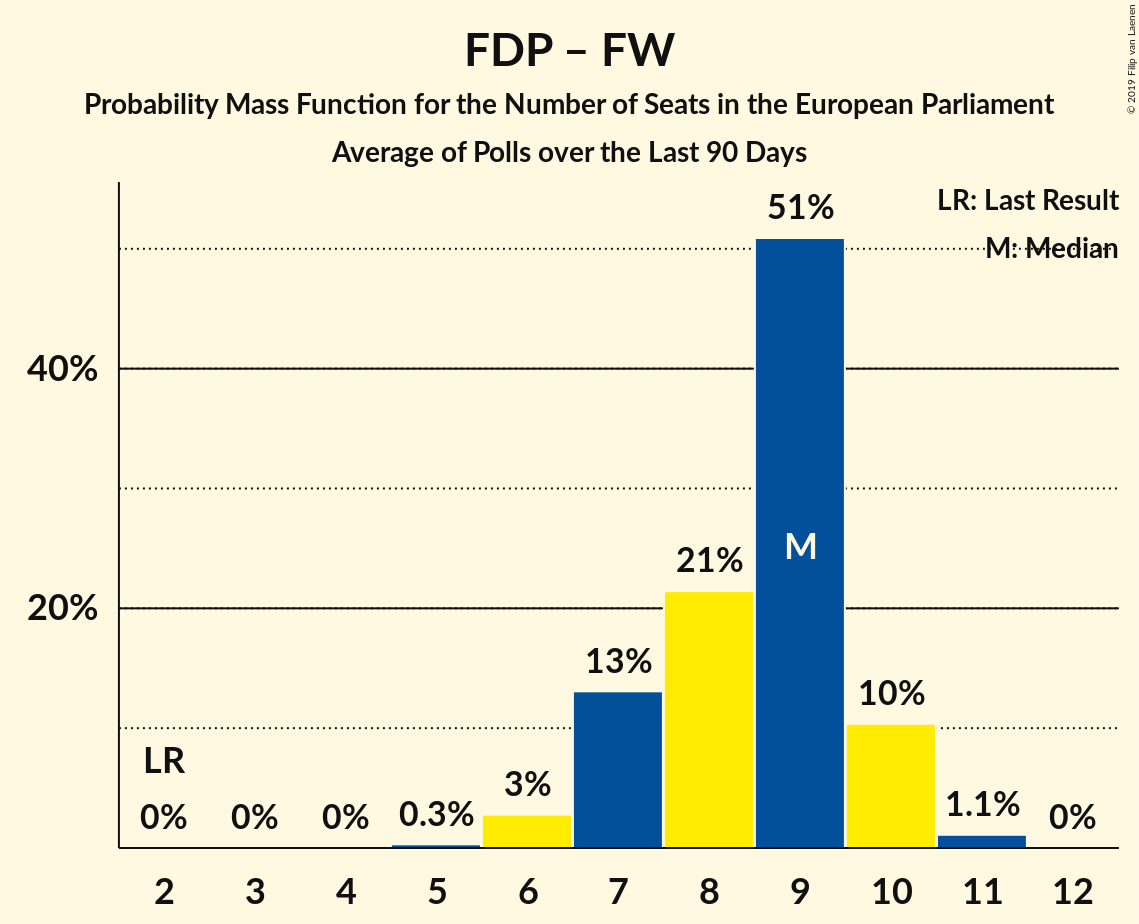 FDP – FW
Probability Mass Function for the Number of Seats in the European Parliament
Average of Polls over the Last 90 Days
© 2019 Filip van Laenen
LR: Last Result
M: Median
51%
40%
M
21%
20%
13%
10%
LR
3%
1.1%
0.3%
0%
0%
0%
0%
2 3 4 5 6 7 8 9 10 11 12